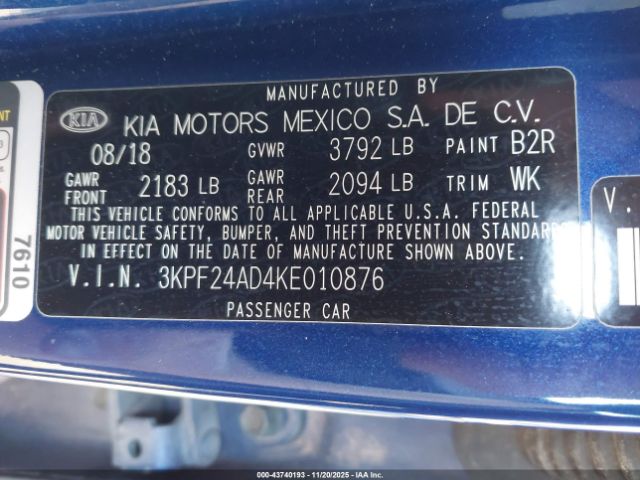 MANUFACTURED BY
KIA KIA MOTORS MEXICO S.A. DE C.V.
08/18 GVWR 3792 LB PAINT B2R
GAWR FRONT 2183 LB GAWR REAR 2094 LB TRIM WK
THIS VEHICLE CONFORMS TO ALL APPLICABLE U.S.A. FEDERAL
MOTOR VEHICLE SAFETY, BUMPER, AND THEFT PREVENTION STANDARDS
IN EFFECT ON THE DATE OF MANUFACTURE SHOWN ABOVE.
V.I.N. 3KPF24AD4KE010876
PASSENGER CAR
7610
V.
000-43740193 - 11/20/2025 - IAA Inc.